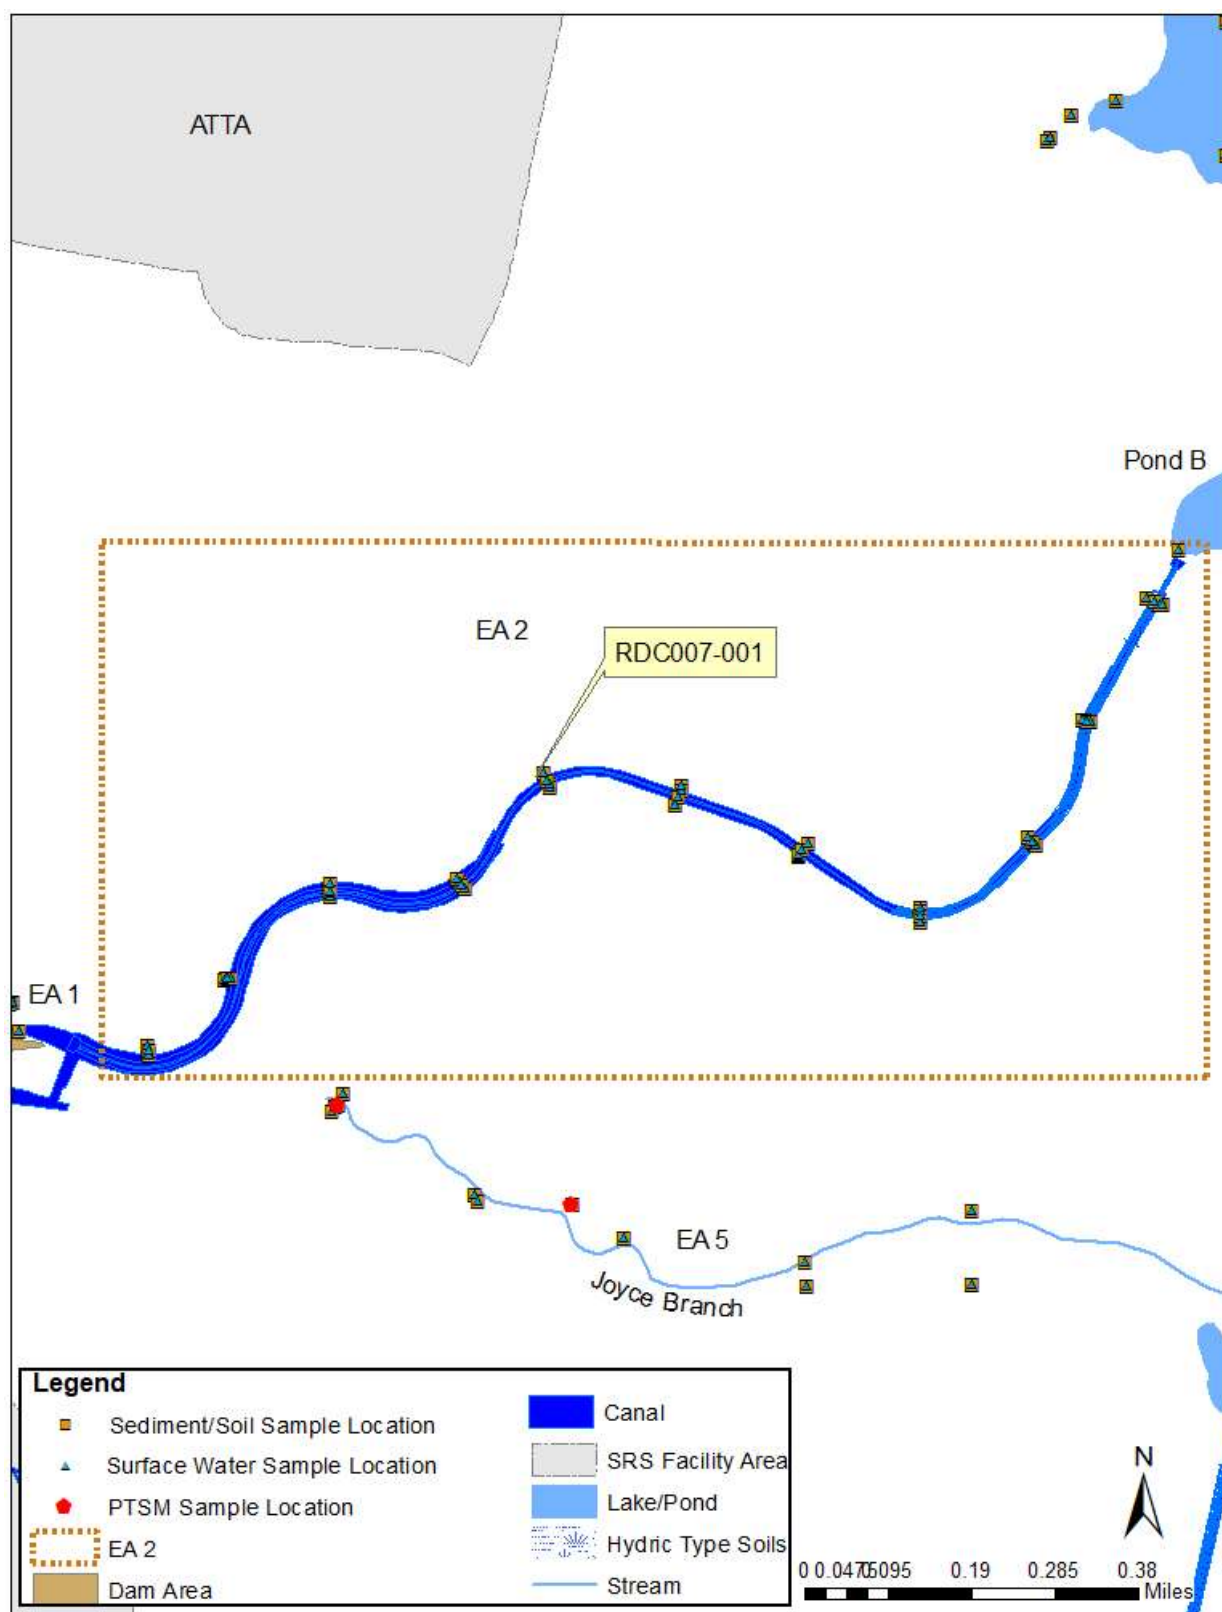 ATTA
Pond B
EA 2
RDC007-001
EA 1
EA 5
Joyce Branch
Legend
Sediment/Soil Sample Location
Surface Water Sample Location
PTSM Sample Location
EA 2
Dam Area
Canal
SRS Facility Area
Lake/Pond
Hydric Type Soils
Stream
N
0 0.19 0.285 0.38
Miles